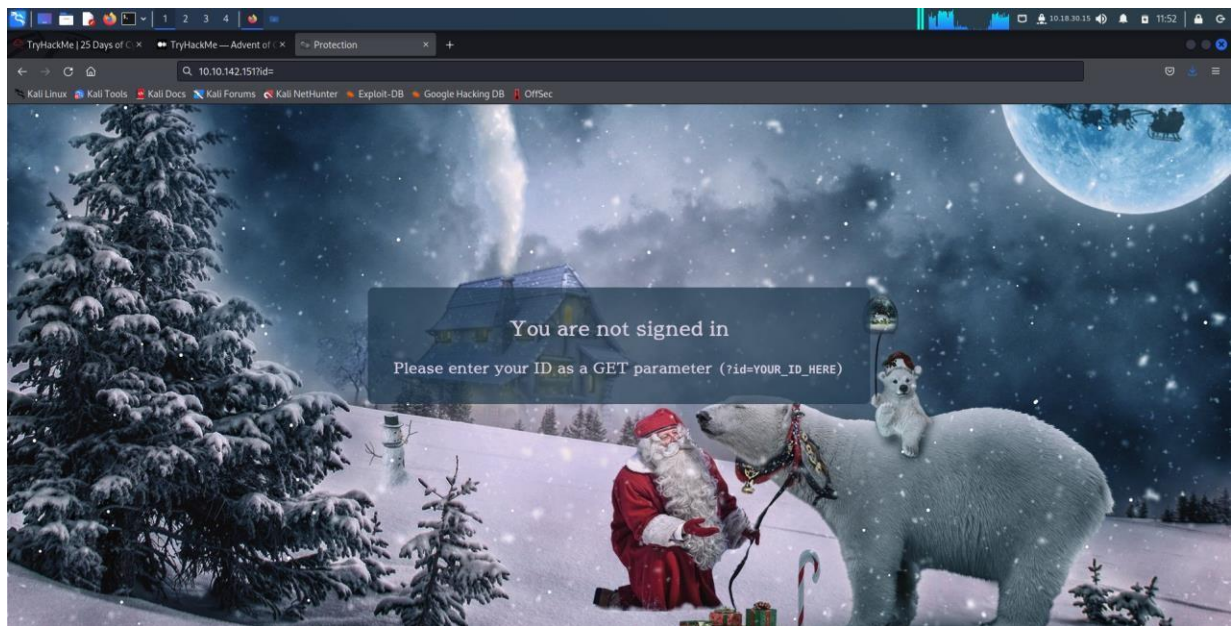 1 2 3 4
10.18.30.15
11:52
TryHackMe | 25 Days of C
TryHackMe — Advent of
Protection
10.10.142.151?id=
Kali Linux Kali Tools Kali Docs Kali Forums Kali NetHunter Exploit-DB Google Hacking DB OffSec
You are not signed in
Please enter your ID as a GET parameter (?id=YOUR_ID_HERE)